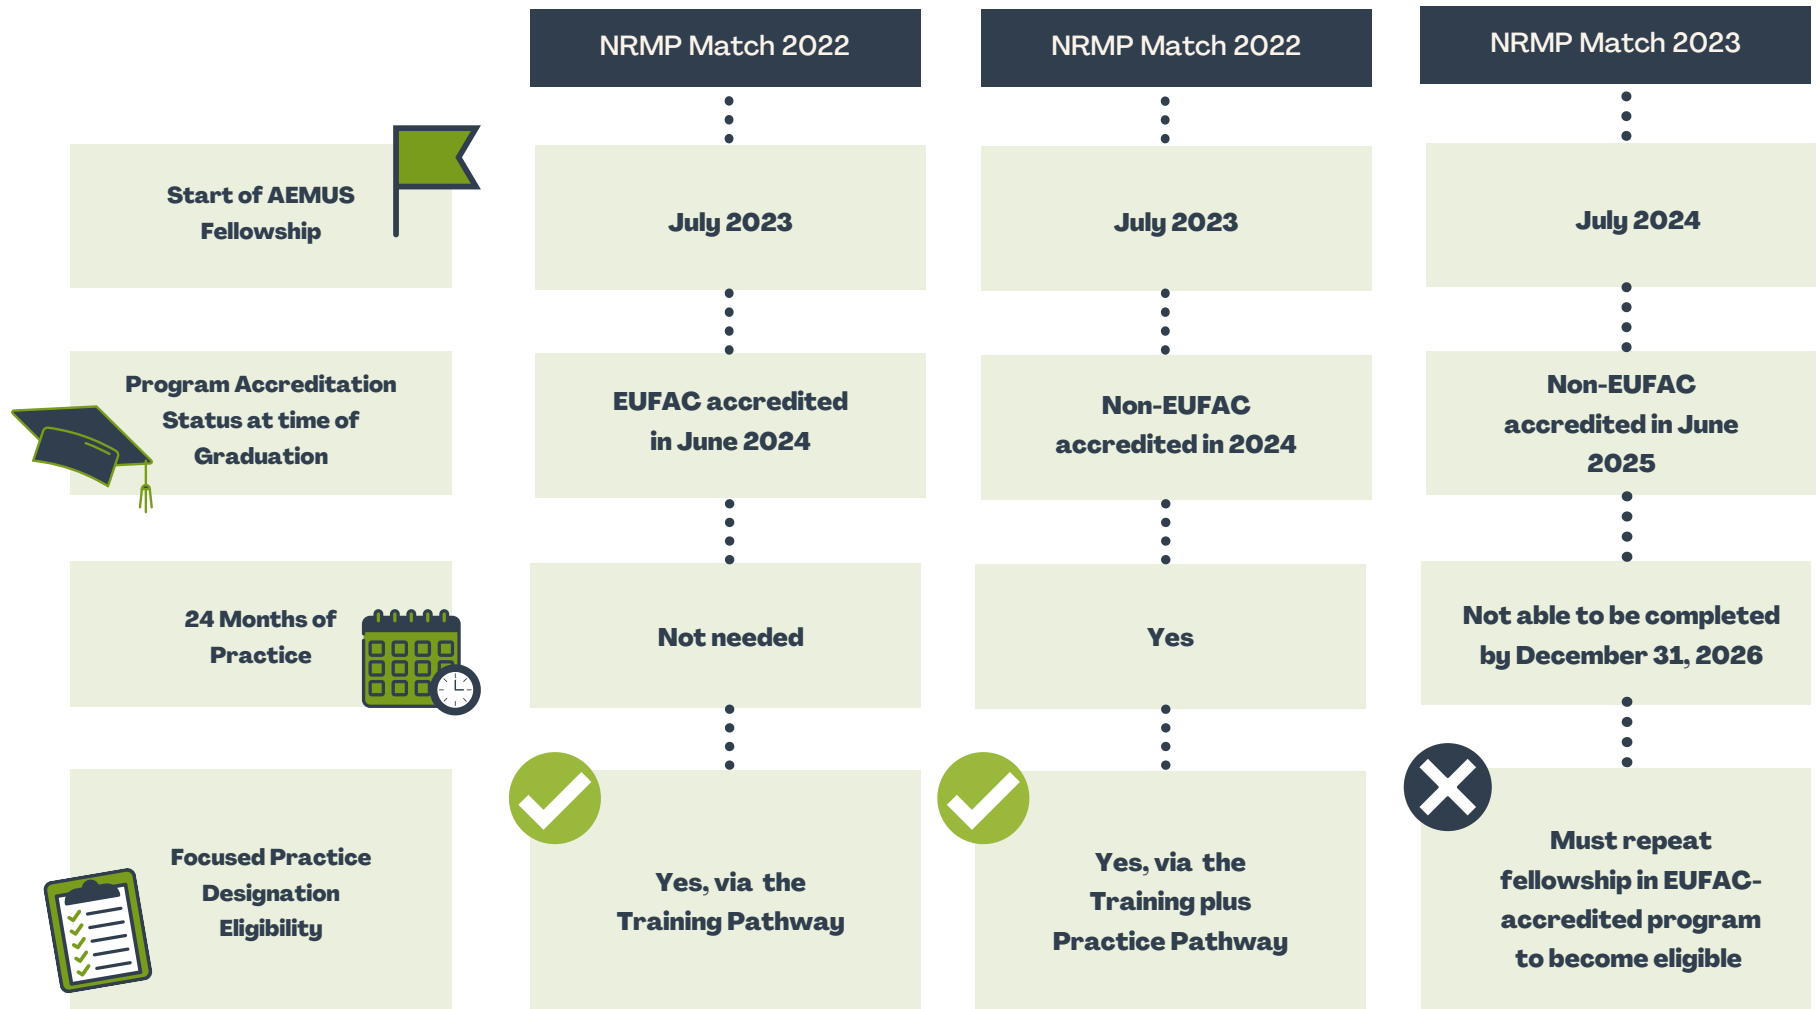 NRMP Match 2022
NRMP Match 2022
NRMP Match 2023
Start of AEMUS
Fellowship
July 2023
July 2023
July 2024
Program Accreditation
Status at time of
Graduation
EUFAC accredited
in June 2024
Non-EUFAC
accredited in 2024
Non-EUFAC
accredited in June
2025
24 Months of
Practice
Not needed
Yes
Not able to be completed
by December 31, 2026
Focused Practice
Designation
Eligibility
Yes, via the
Training Pathway
Yes, via the
Training plus
Practice Pathway
Must repeat
fellowship in EUFAC-
accredited program
to become eligible